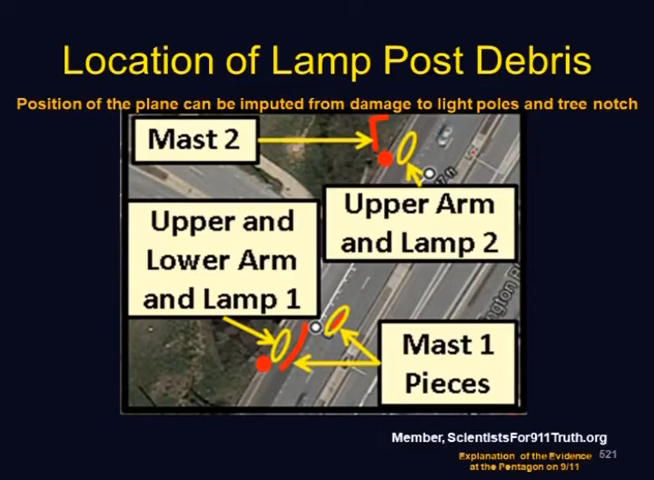 Location of Lamp Post Debris
Position of the plane can be imputed from damage to light poles and tree notch
Mast 2
Upper Arm
and Lamp 2
Upper and
Lower Arm
and Lamp 1
Mast 1
Pieces
Member, ScientistsFor911Truth.org
Explanation of the Evidence
at the Pentagon on 9/11
521